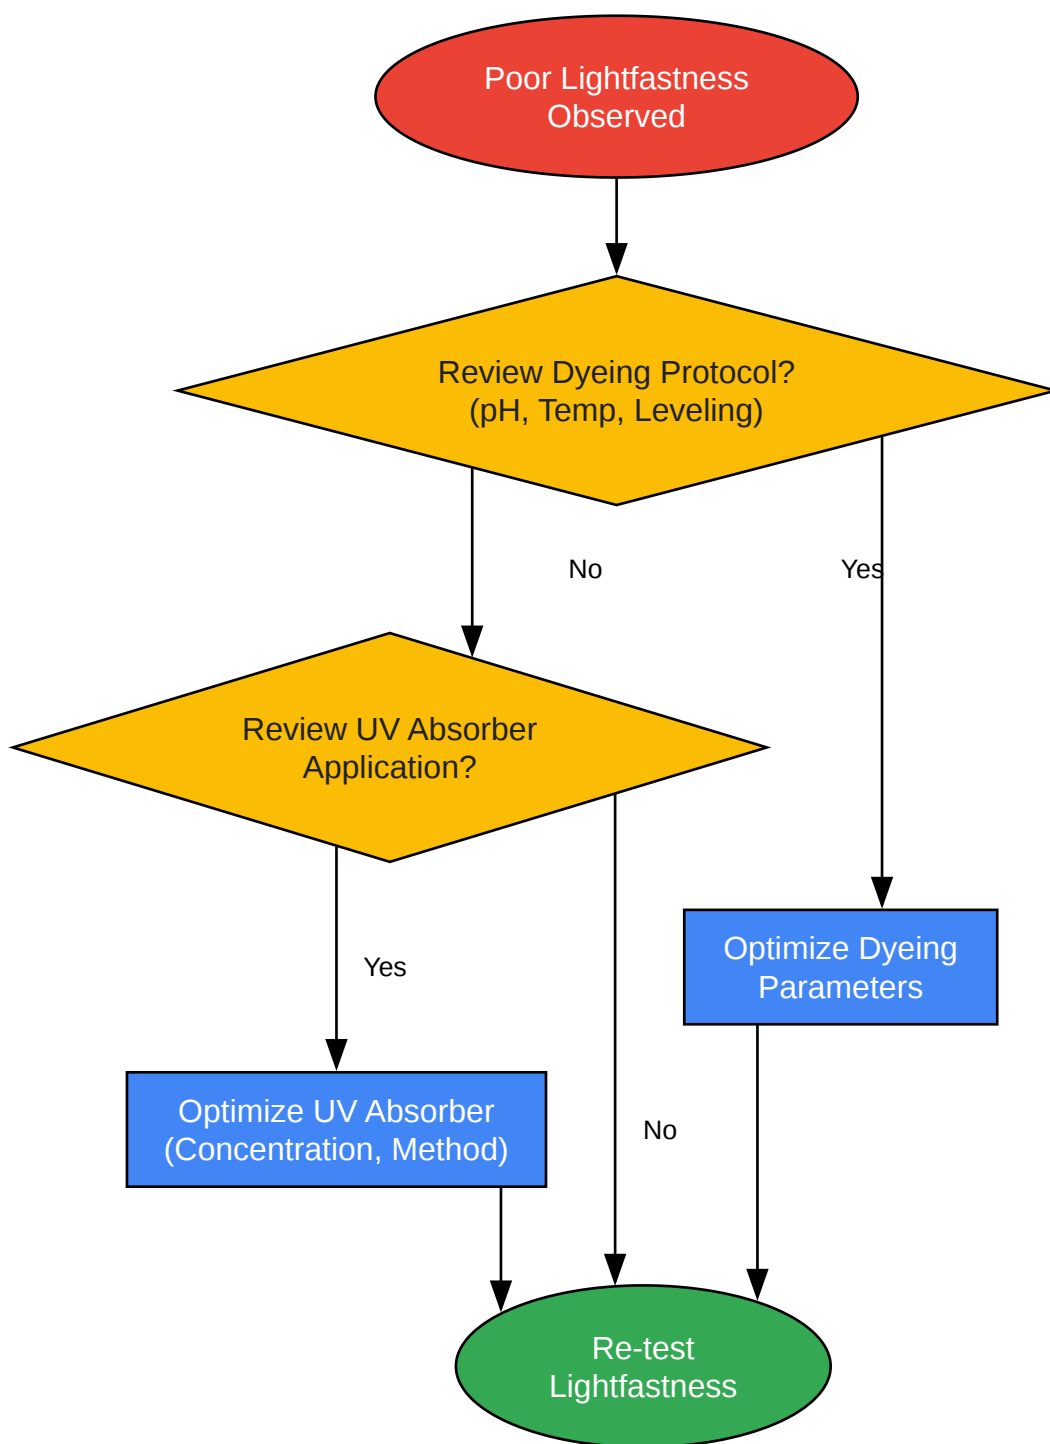 Poor Lightfastness
Observed
Review Dyeing Protocol?
(pH, Temp, Leveling)
No
Yes
Review UV Absorber
Application?
Optimize Dyeing
Parameters
Yes
Optimize UV Absorber
(Concentration, Method)
No
Re-test
Lightfastness